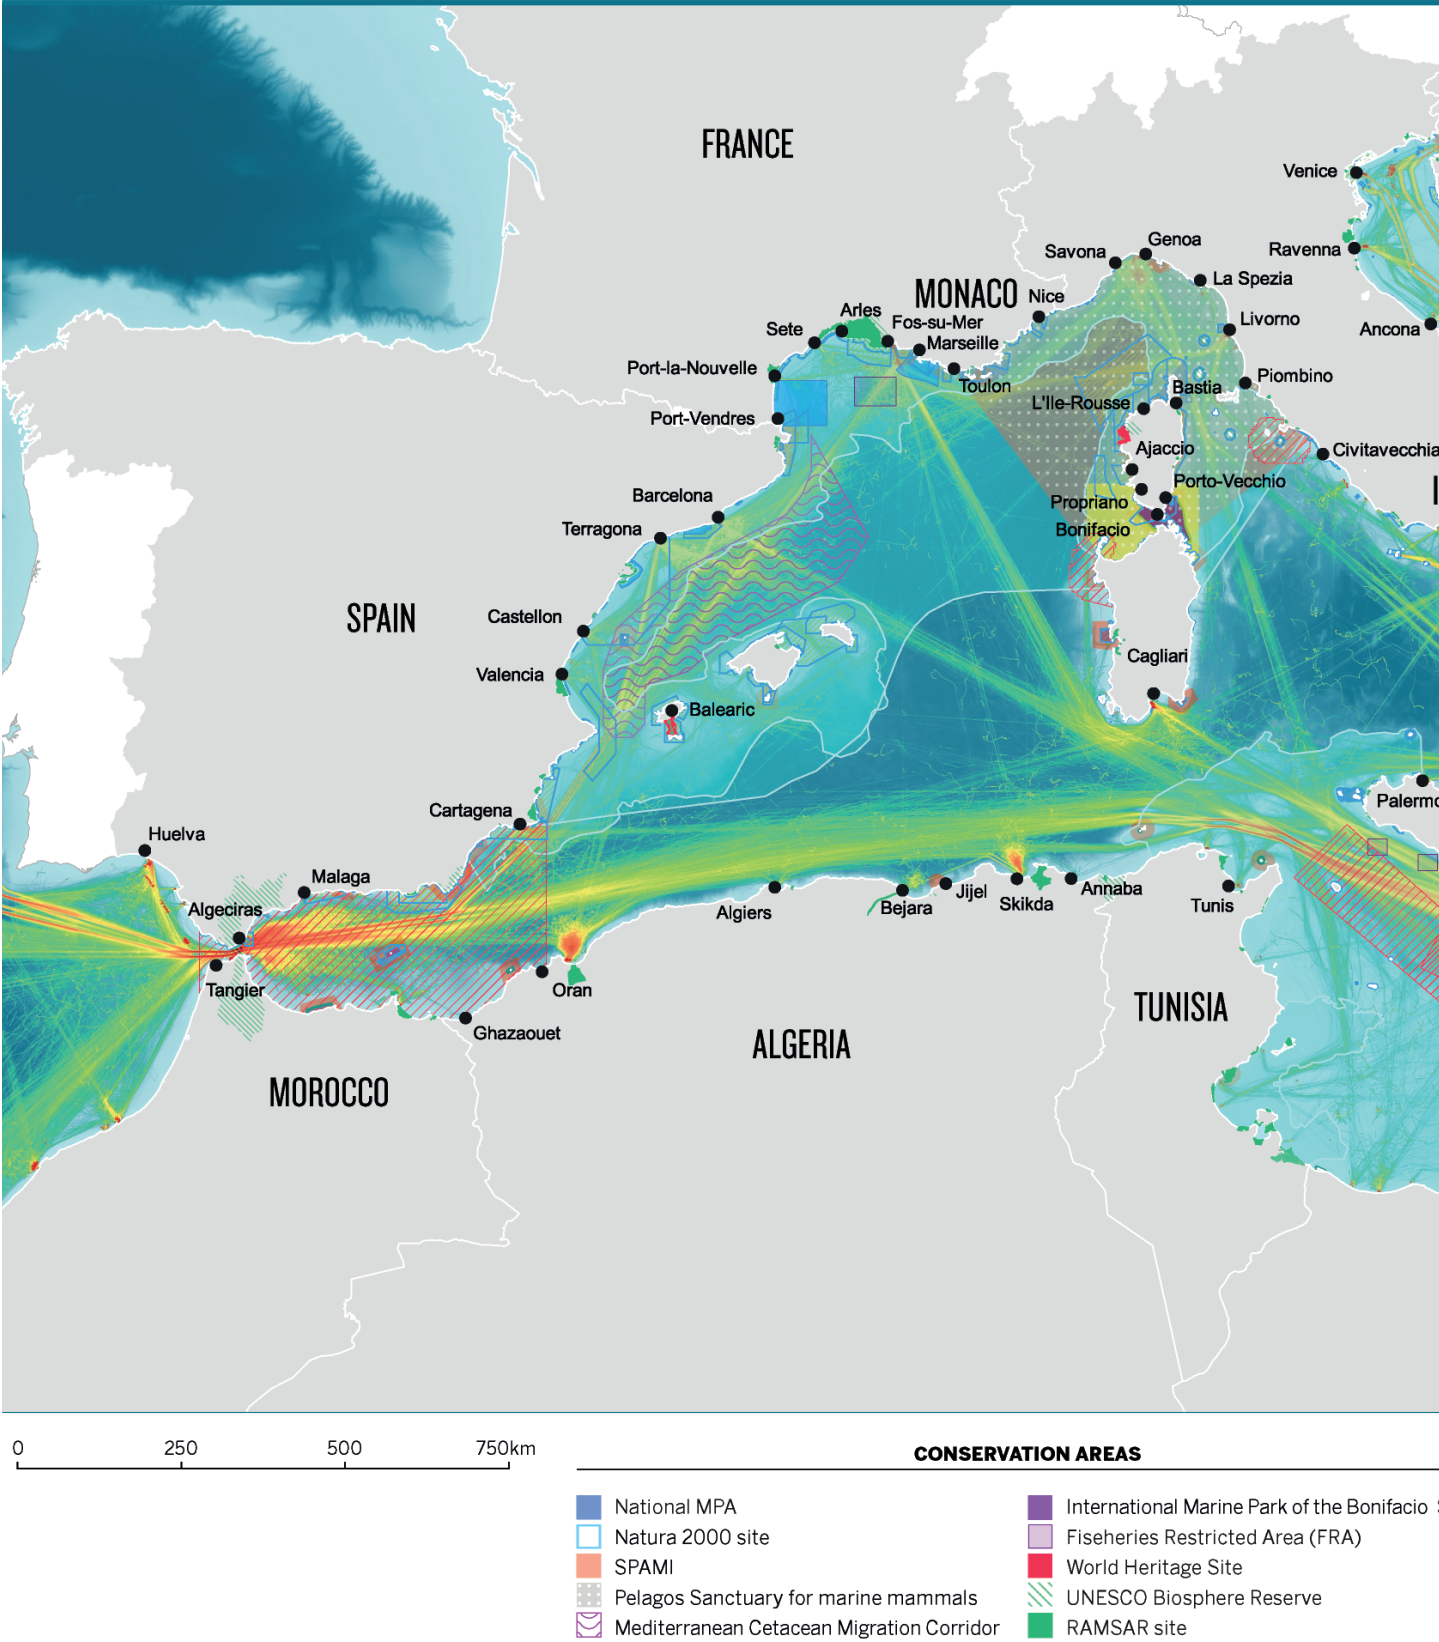 FRANCE
Venice
Genoa
Savona
Ravenna
La Spezia
MONACO
Nice
Arles
Livorno
Fos-su-Mer
Sete
Ancona
Marseille
Port-la-Nouvelle
Piombino
Toulon
Bastia
L'Ile-Rousse
Port-Vendres
Ajaccio
Civitavecchia
Porto-Vecchio
Barcelona
Propriano
Terragona
Bonifacio
SPAIN
Castellon
Cagliari
Valencia
Balearic
Palermo
Cartagena
Huelva
Malaga
Annaba
Jijel
Algeciras
Bejara
Skikda
Tunis
Algiers
Tangier
Oran
TUNISIA
Ghazaouet
ALGERIA
MOROCCO
0 250 500 750km
CONSERVATION AREAS
National MPA
Natura 2000 site
SPAMI
Pelagos Sanctuary for marine mammals
Mediterranean Cetacean Migration Corridor
International Marine Park of the Bonifacio
Fiseheries Restricted Area (FRA)
World Heritage Site
UNESCO Biosphere Reserve
RAMSAR site